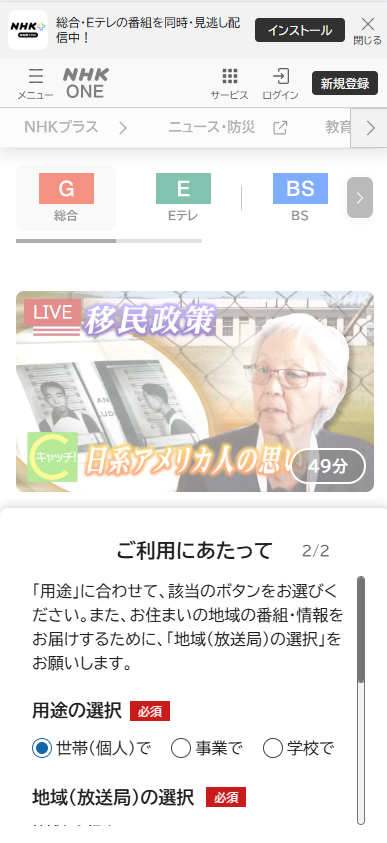 NHK+
総合・Eテレの番組を同時・見逃し配
信中！
インストール
閉じる
メニュー
NHK
ONE
サービス
ログイン
新規登録
NHKプラス
ニュース・防災
教育
G
総合
E
Eテレ
BS
BS
LIVE
移民政策
キャッチ!
日系アメリカ人の思い
49分
ご利用にあたって
2/2
「用途」に合わせて、該当のボタンをお選びく
ださい。また、お住まいの地域の番組・情報を
お届けするために、「地域（放送局）の選択」を
お願いします。
用途の選択 必須
世帯（個人）で
事業で
学校で
地域（放送局）の選択 必須